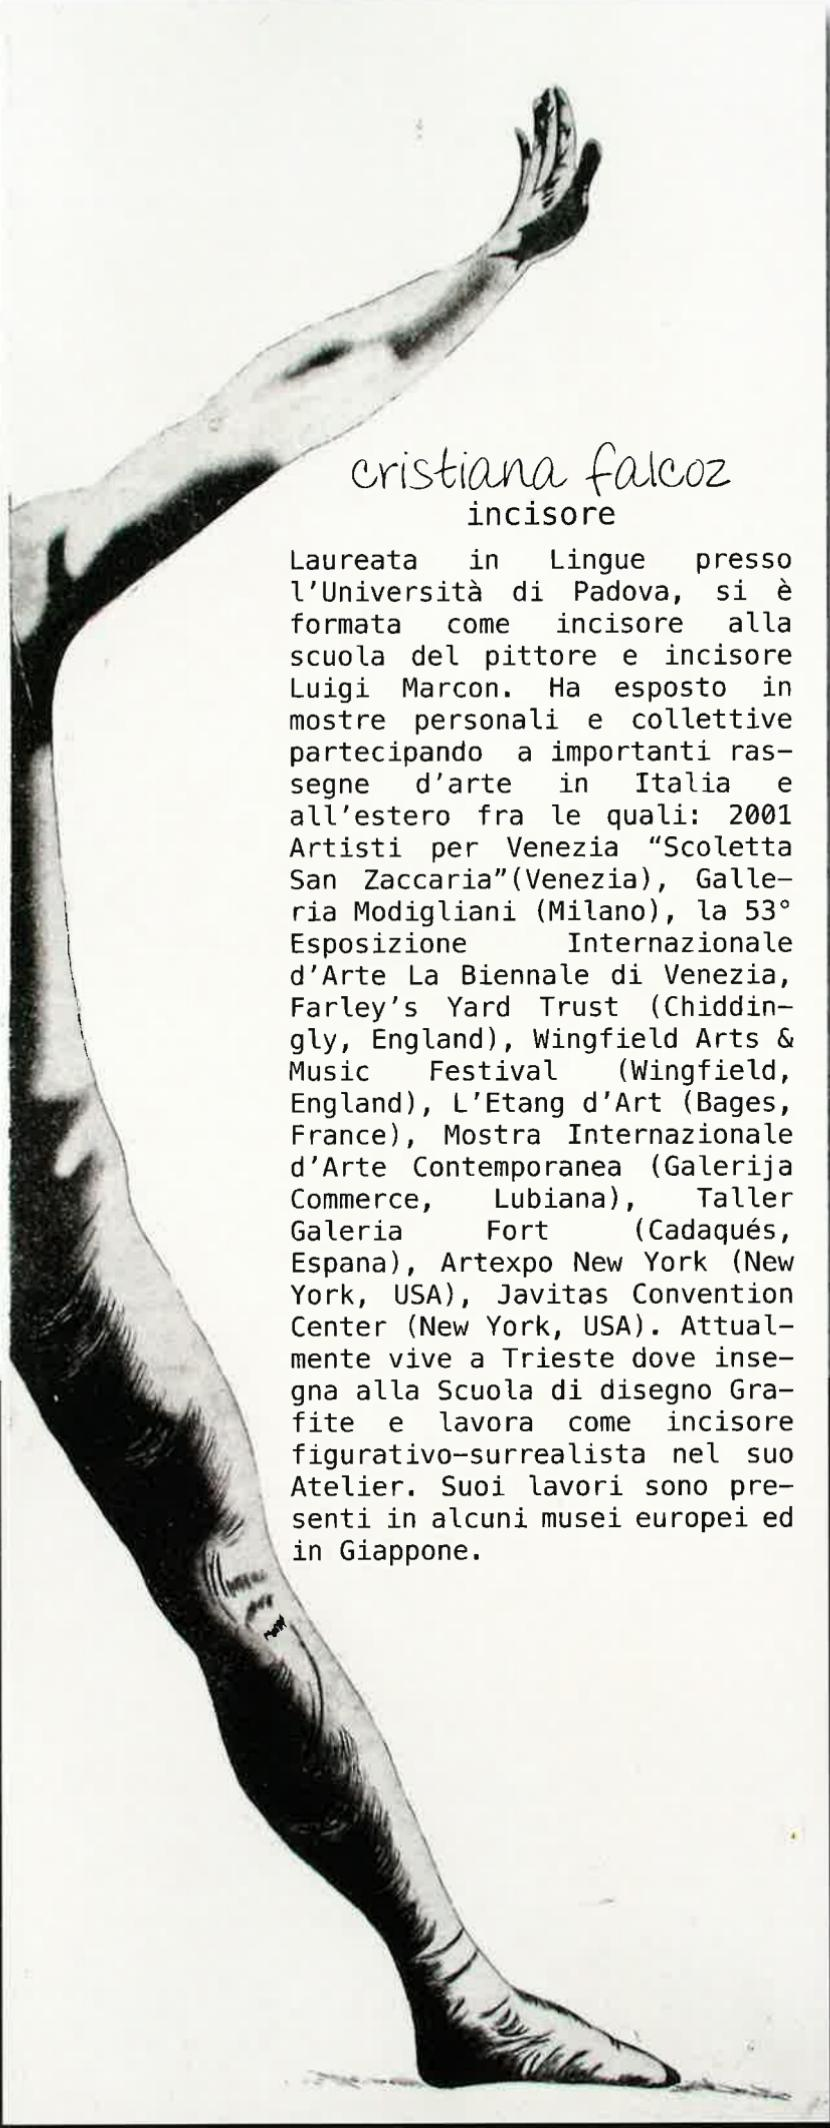 cristiana falcoz
incisore
Laureata in Lingue presso
l'Università di Padova, si è
formata come incisore alla
scuola del pittore e incisore
Luigi Marcon. Ha esposto in
mostre personali e collettive
partecipando a importanti ras-
segne d'arte in Italia e
all'estero fra le quali: 2001
Artisti per Venezia “Scoletta
San Zaccaria”(Venezia), Galle-
ria Modigliani (Milano), la 53°
Esposizione Internazionale
d'Arte La Biennale di Venezia,
Farley's Yard Trust (Chiddin-
gly, England), Wingfield Arts &
Music Festival (Wingfield,
England), L'Etang d'Art (Bages,
France), Mostra Internazionale
d'Arte Contemporanea (Galerija
Commerce, Lubiana), Taller
Galeria Fort (Cadaqués,
Espana), Artexpo New York (New
York, USA), Javitas Convention
Center (New York, USA). Attual-
mente vive a Trieste dove inse-
gna alla Scuola di disegno Gra-
fite e lavora come incisore
figurativo-surrealista nel suo
Atelier. Suoi lavori sono pre-
senti in alcuni musei europei ed
in Giappone.